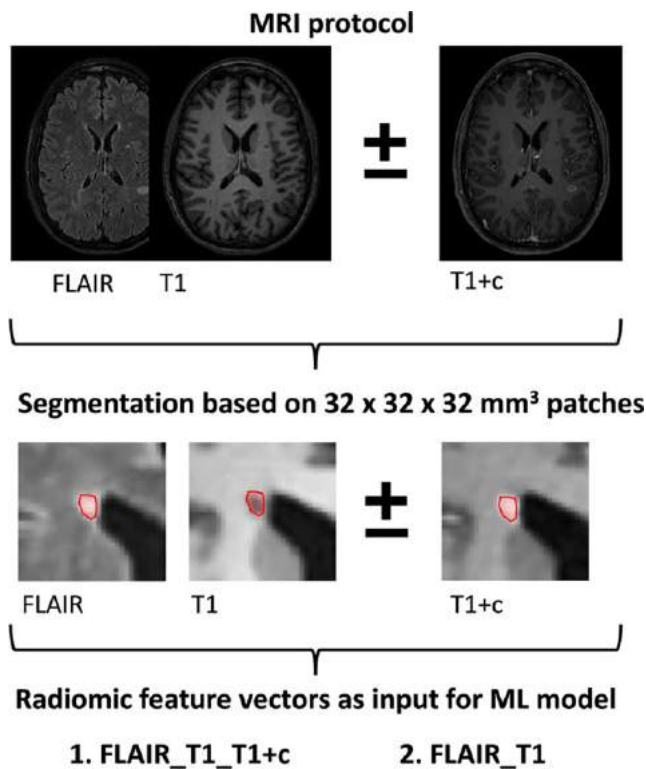 MRI protocol
±
FLAIR T1 T1+c
Segmentation based on 32 x 32 x 32 mm³ patches
±
FLAIR T1 T1+c
Radiomic feature vectors as input for ML model
1. FLAIR_T1_T1+c 2. FLAIR_T1